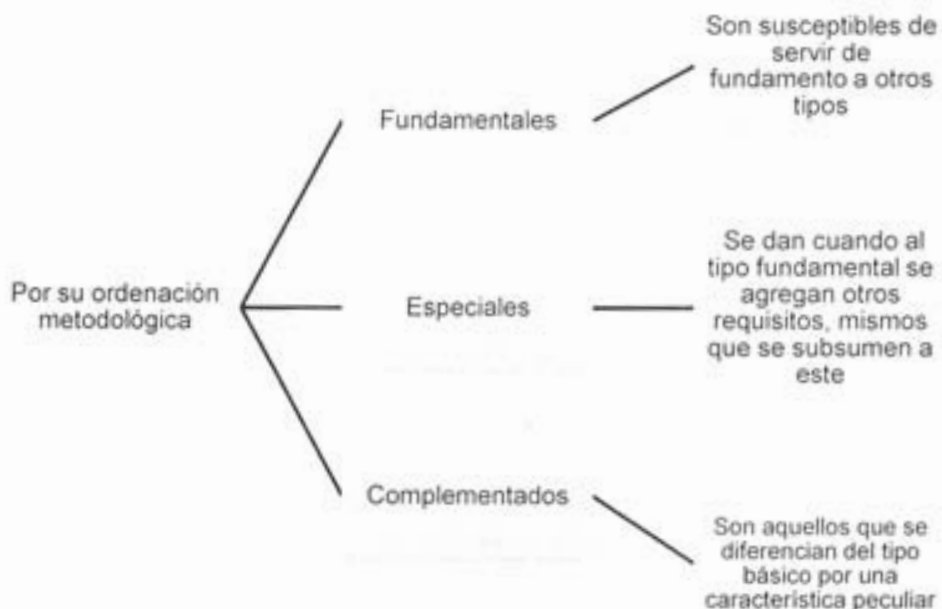 Por su ordenación
metodológica
Fundamentales
Son susceptibles de
servir de
fundamento a otros
tipos
Especiales
Se dan cuando al
tipo fundamental se
agregan otros
requisitos, mismos
que se subsumen a
este
Complementados
Son aquellos que se
diferencian del tipo
básico por una
característica peculiar